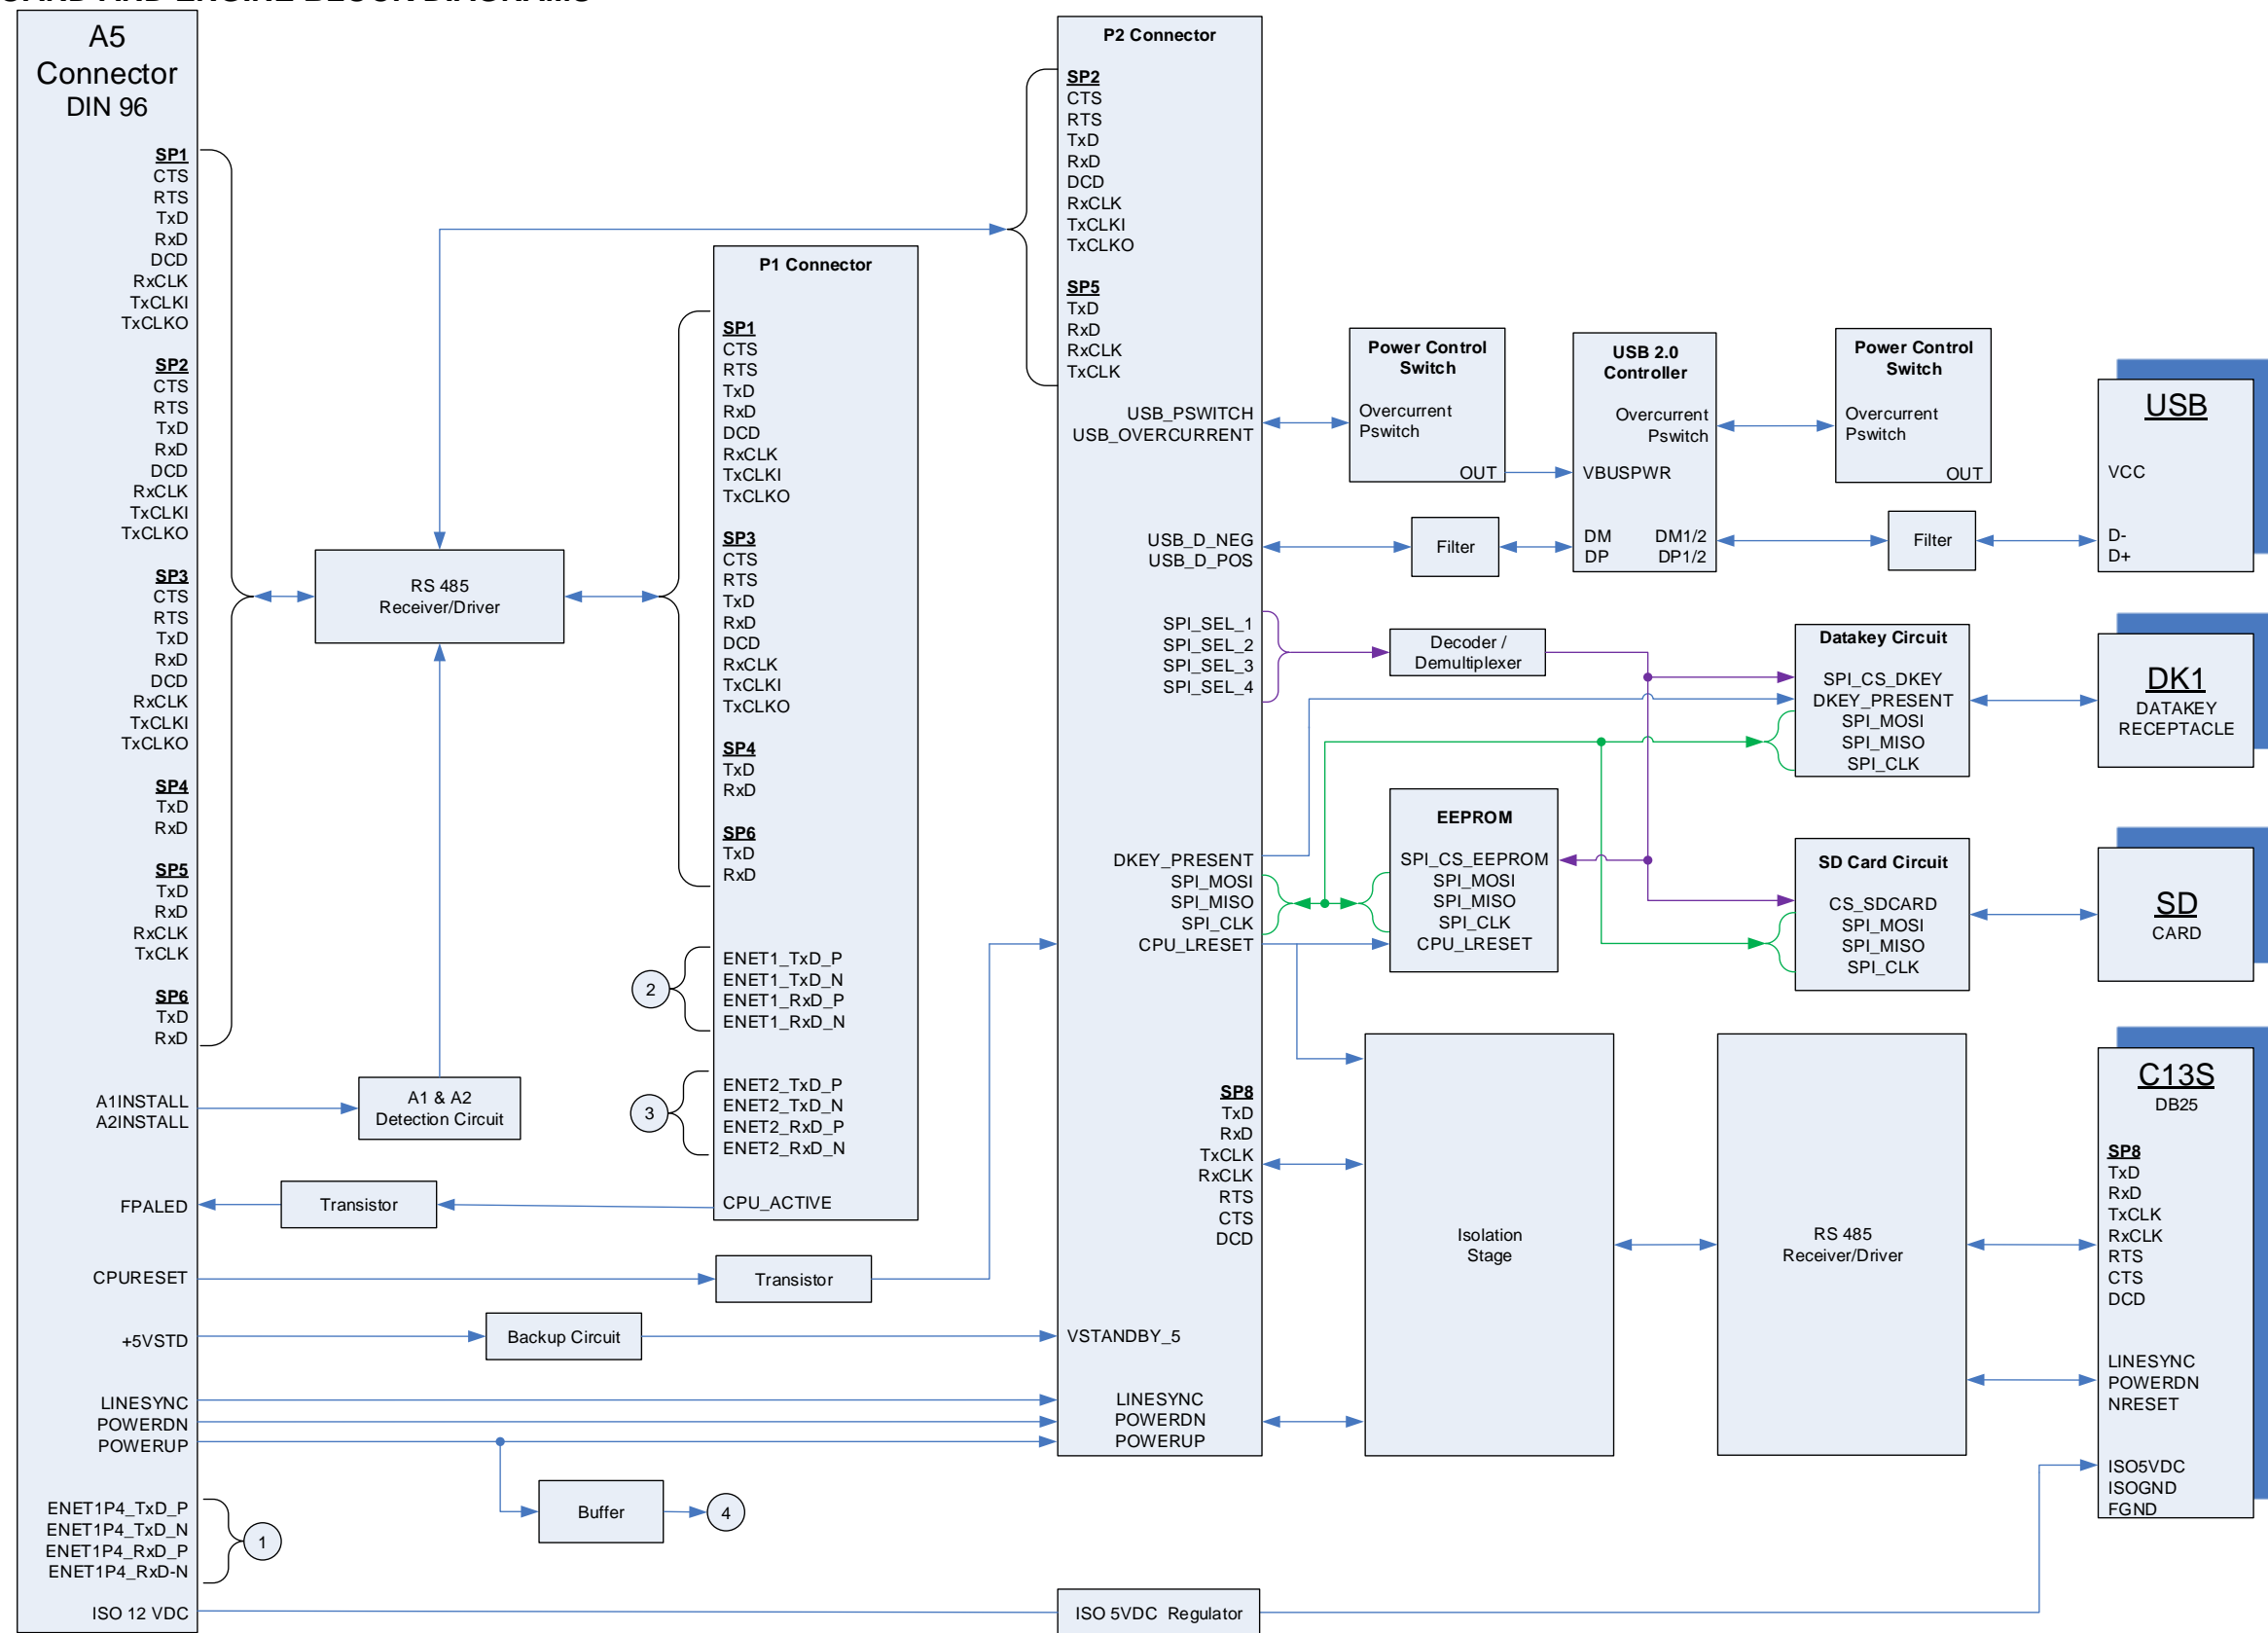 A5
Connector
DIN 96
SP1
CTS
RTS
TxD
RxD
DCD
RxCLK
TxCLKI
TxCLKO
SP2
CTS
RTS
TxD
RxD
DCD
RxCLK
TxCLKI
TxCLKO
SP3
CTS
RTS
TxD
RxD
DCD
RxCLK
TxCLKI
TxCLKO
SP4
TxD
RxD
SP5
TxD
RxD
RxCLK
TxCLK
SP6
TxD
RxD
A1INSTALL
A2INSTALL
FPALED
CPURESET
+5VSTD
LINESYNC
POWERDN
POWERUP
ENET1P4_TxD_P
ENET1P4_TxD_N
ENET1P4_RxD_P
ENET1P4_RxD-N
ISO 12 VDC
1
RS 485
Receiver/Driver
A1 & A2
Detection Circuit
Transistor
Transistor
Backup Circuit
Buffer
4
2
3
P1 Connector
SP1
CTS
RTS
TxD
RxD
DCD
RxCLK
TxCLKI
TxCLKO
SP3
CTS
RTS
TxD
RxD
DCD
RxCLK
TxCLKI
TxCLKO
SP4
TxD
RxD
SP6
TxD
RxD
ENET1_TxD_P
ENET1_TxD_N
ENET1_RxD_P
ENET1_RxD_N
ENET2_TxD_P
ENET2_TxD_N
ENET2_RxD_P
ENET2_RxD_N
CPU_ACTIVE
P2 Connector
SP2
CTS
RTS
TxD
RxD
DCD
RxCLK
TxCLKI
TxCLKO
SP5
TxD
RxD
RxCLK
TxCLK
USB_PSWITCH
USB_OVERCURRENT
USB_D_NEG
USB_D_POS
SPI_SEL_1
SPI_SEL_2
SPI_SEL_3
SPI_SEL_4
DKEY_PRESENT
SPI_MOSI
SPI_MISO
SPI_CLK
CPU_LRESET
SP8
TxD
RxD
TxCLK
RxCLK
RTS
CTS
DCD
VSTANDBY_5
LINESYNC
POWERDN
POWERUP
ISO 5VDC Regulator
Power Control
Switch
Overcurrent
Pswitch
OUT
USB 2.0
Controller
Overcurrent
Pswitch
VBUSPWR
DM DM1/2
DP DP1/2
Power Control
Switch
Overcurrent
Pswitch
OUT
Filter
Filter
USB
VCC
D-
D+
Decoder /
Demultiplexer
Datakey Circuit
SPI_CS_DKEY
DKEY_PRESENT
SPI_MOSI
SPI_MISO
SPI_CLK
DK1
DATAKEY
RECEPTACLE
EEPROM
SPI_CS_EEPROM
SPI_MOSI
SPI_MISO
SPI_CLK
CPU_LRESET
SD Card Circuit
CS_SDCARD
SPI_MOSI
SPI_MISO
SPI_CLK
SD
CARD
Isolation
Stage
RS 485
Receiver/Driver
C13S
DB25
SP8
TxD
RxD
TxCLK
RxCLK
RTS
CTS
DCD
LINESYNC
POWERDN
NRESET
ISO5VDC
ISOGND
FGND